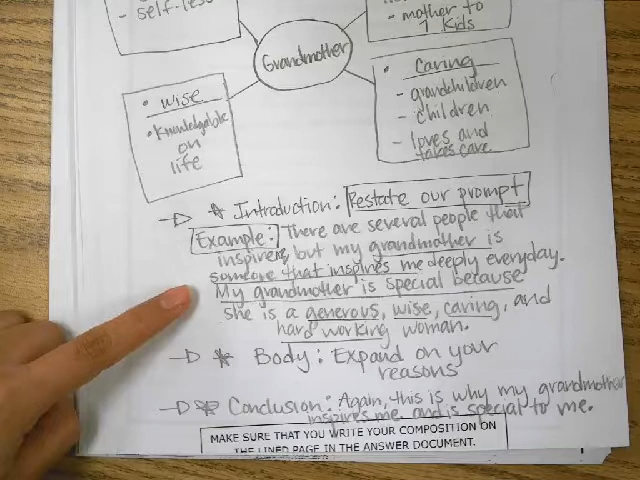 - self-less
- mother to
7 kids
Grandmother
• wise
• Knowledgable
on
life
• Caring
- grandchildren
- children
- loves and
takes care
Introduction: Restate our prompt
Example: There are several people that
inspire me, but my grandmother is
someone that inspires me deeply everyday.
My grandmother is special because
she is a generous, wise, caring, and
hard working woman.
Body: Expand on your
reasons
Conclusion: Again, this is why my grandmother
inspires me and is special to me.
MAKE SURE THAT YOU WRITE YOUR COMPOSITION ON
THE LINED PAGE IN THE ANSWER DOCUMENT.